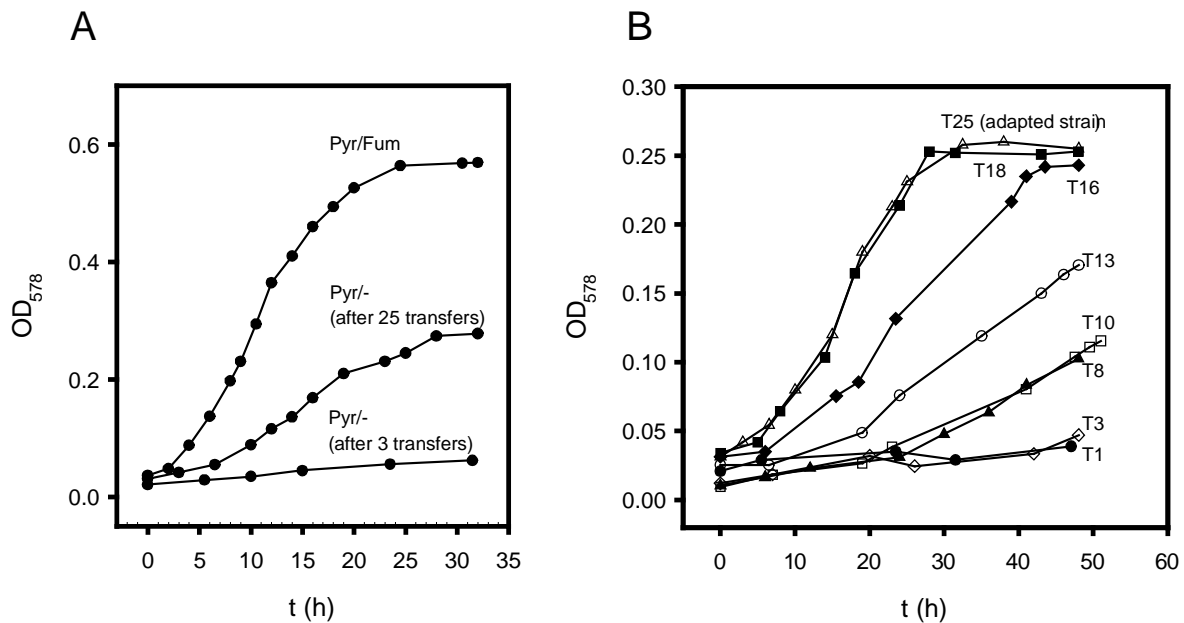 A
B
0.6
0.4
0.2
0.0
OD578
Pyr/Fum
Pyr/-
(after 25 transfers)
Pyr/-
(after 3 transfers)
0 5 10 15 20 25 30 35
t (h)
0.30
0.25
0.20
0.15
0.10
0.05
0.00
OD578
T25 (adapted strain)
T18
T16
T13
T10
T8
T3
T1
0 10 20 30 40 50 60
t (h)